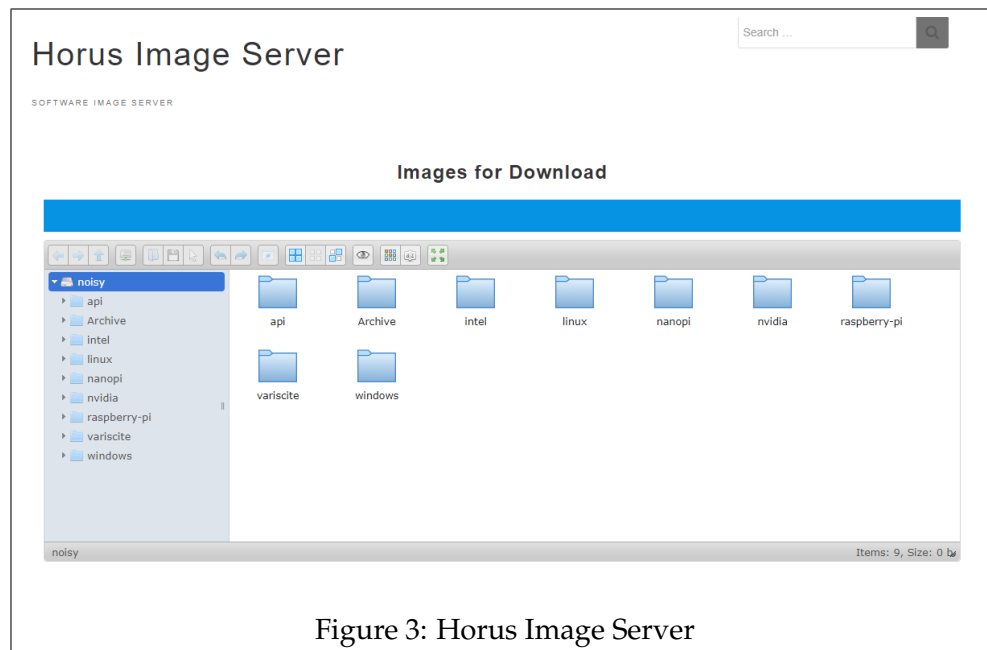 Horus Image Server
Search ...
SOFTWARE IMAGE SERVER
Images for Download
noisy
api
Archive
intel
linux
nanopi
nvidia
raspberry-pi
variscite
windows
api Archive intel linux nanopi nvidia raspberry-pi
variscite windows
noisy Items: 9, Size: 0 b
Figure 3: Horus Image Server